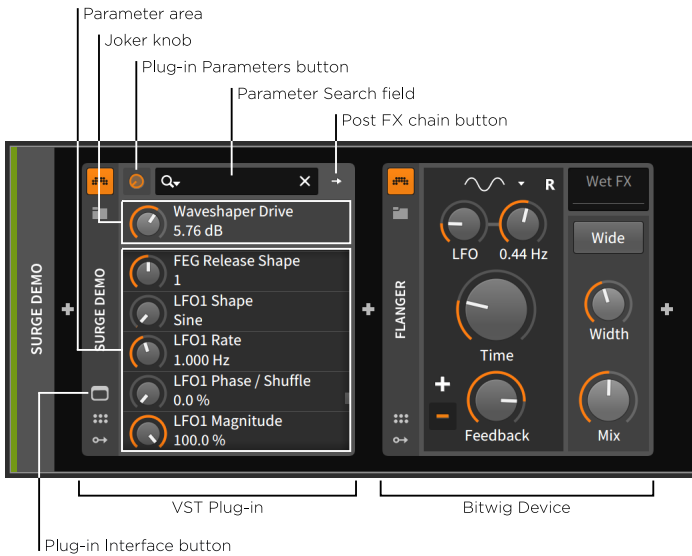 Parameter area
Joker knob
Plug-in Parameters button
Parameter Search field
Post FX chain button
SURGE DEMO
SURGE DEMO
Waveshaper Drive
5.76 dB
FEG Release Shape
1
LFO1 Shape
Sine
LFO1 Rate
1.000 Hz
LFO1 Phase / Shuffle
0.0 %
LFO1 Magnitude
100.0 %
FLANGER
R
LFO
0.44 Hz
Time
Feedback
Wet FX
Wide
Width
Mix
VST Plug-in
Bitwig Device
Plug-in Interface button